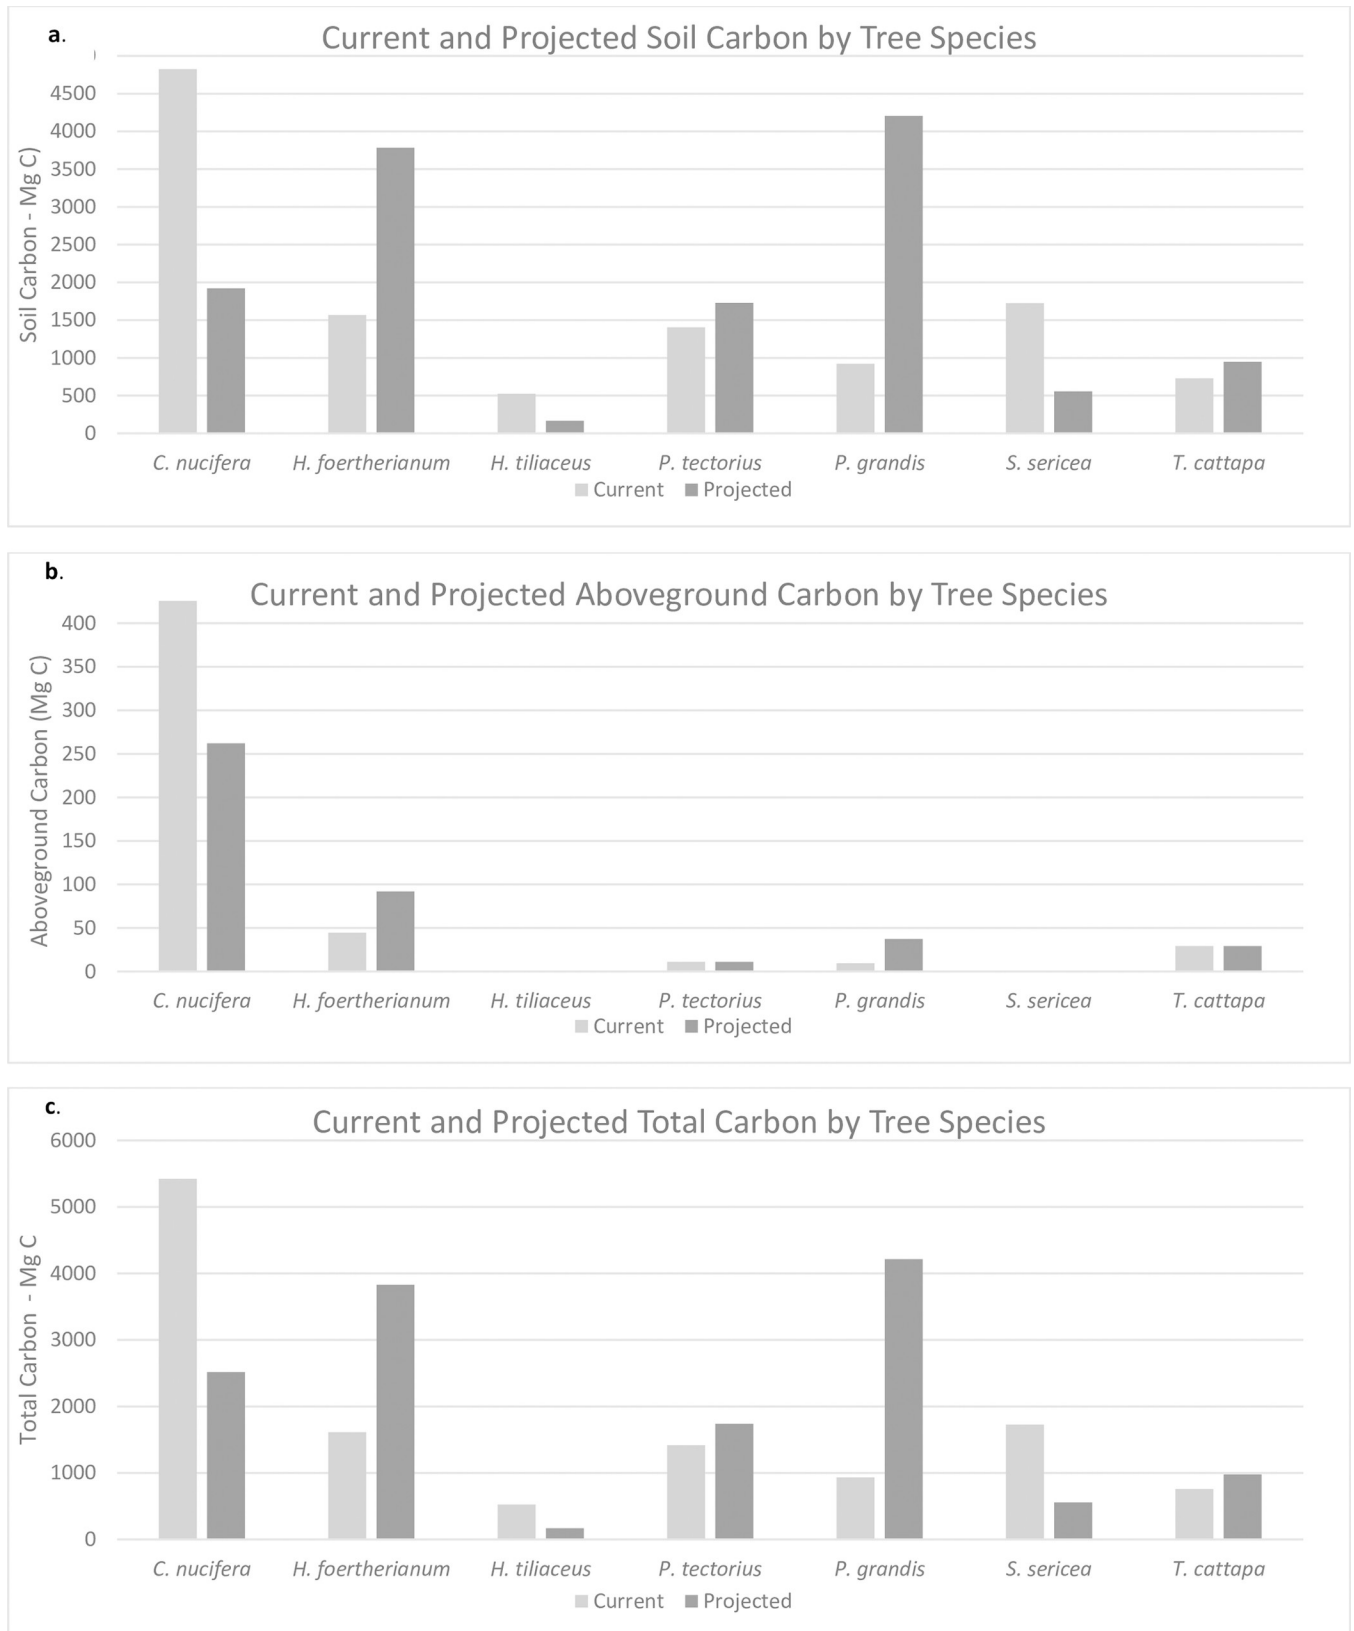 a.
Current and Projected Soil Carbon by Tree Species
4500
4000
3500
3000
2500
2000
1500
1000
500
0
Soil Carbon - Mg C
C. nucifera H. foertherianum H. tiliaceus P. tectorius P. grandis S. sericea T. cattapa
Current Projected
b.
Current and Projected Aboveground Carbon by Tree Species
400
350
300
250
200
150
100
50
0
Aboveground Carbon (Mg C)
C. nucifera H. foertherianum H. tiliaceus P. tectorius P. grandis S. sericea T. cattapa
Current Projected
c.
Current and Projected Total Carbon by Tree Species
6000
5000
4000
3000
2000
1000
0
Total Carbon - Mg C
C. nucifera H. foertherianum H. tiliaceus P. tectorius P. grandis S. sericea T. cattapa
Current Projected